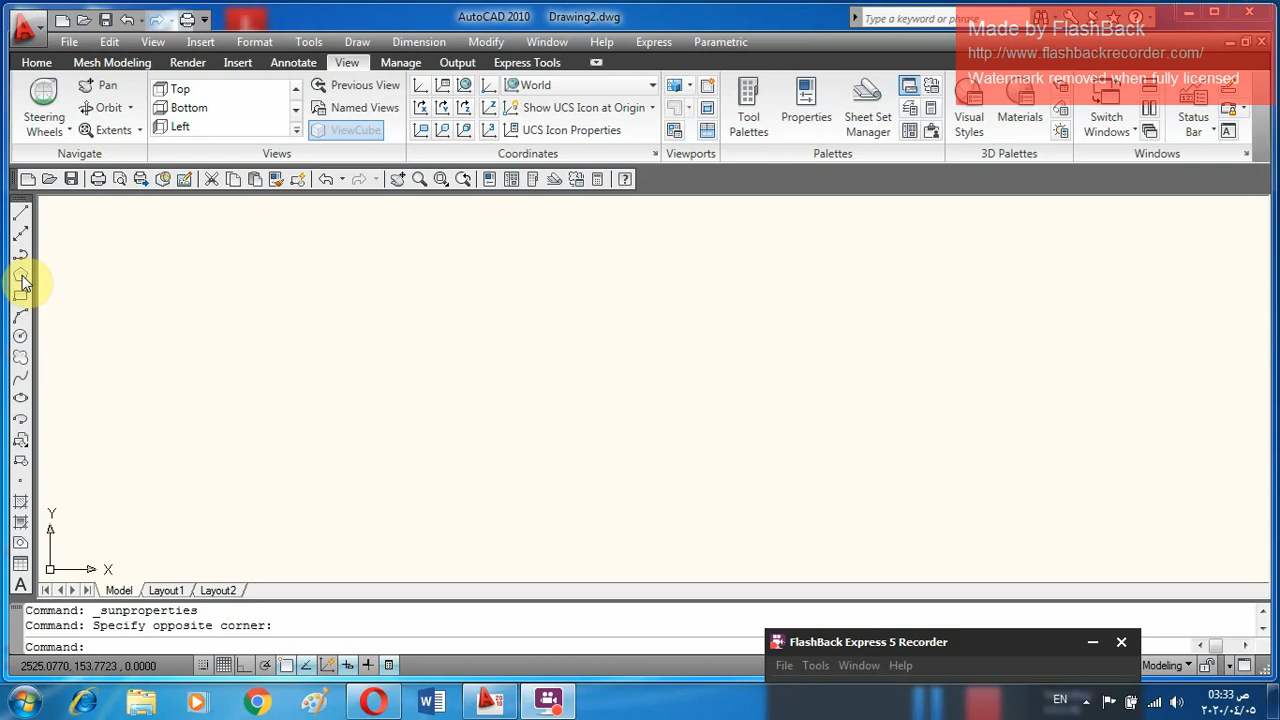 AutoCAD 2010 Drawing2.dwg
Type a keyword or phrase
Made by FlashBack
http://www.flashbackrecorder.com/
Watermark removed when fully licensed
File Edit View Insert Format Tools Draw Dimension Modify Window Help Express Parametric
Home Mesh Modeling Render Insert Annotate View Manage Output Express Tools
Steering Wheels
Pan
Orbit
Extents
Navigate
Top
Bottom
Left
Previous View
Named Views
ViewCube
Views
World
Show UCS Icon at Origin
UCS Icon Properties
Coordinates
Viewports
Tool Palettes
Properties
Sheet Set Manager
Palettes
Visual Styles
Materials
3D Palettes
Switch Windows
Status Bar
Windows
Y
X
Model Layout1 Layout2
Command: _sunproperties
Command: Specify opposite corner:
Command:
2525.0770, 153.7723 , 0.0000
Modeling
FlashBack Express 5 Recorder
File Tools Window Help
EN
03:33 ص
٢٠٢٠/٠٤/٠٥